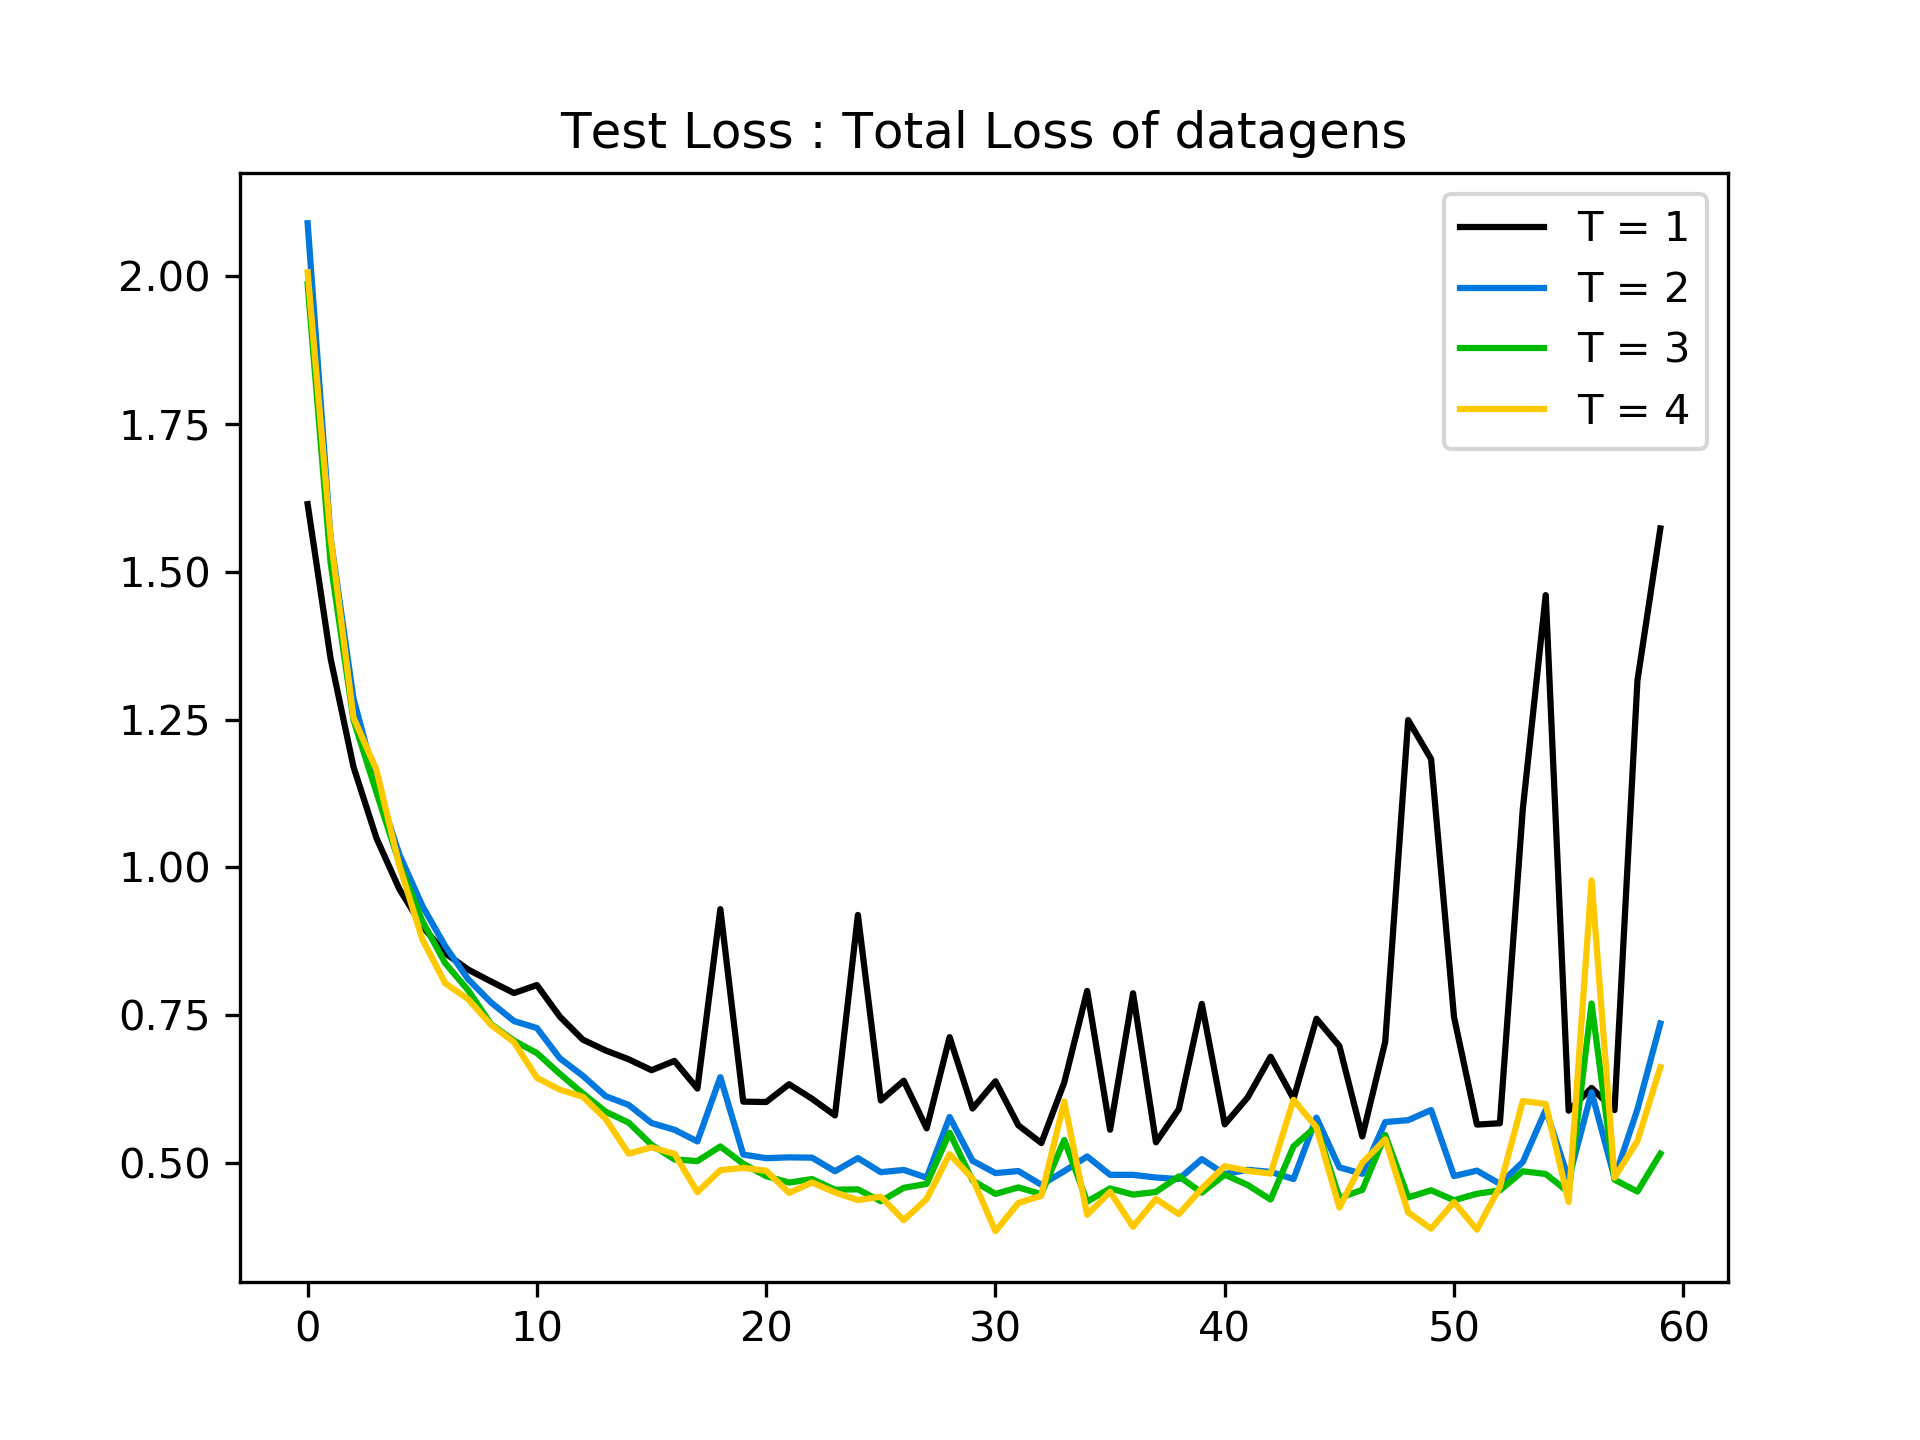 Test Loss : Total Loss of datagens
T = 1
T = 2
T = 3
T = 4
2.00
1.75
1.50
1.25
1.00
0.75
0.50
0 10 20 30 40 50 60